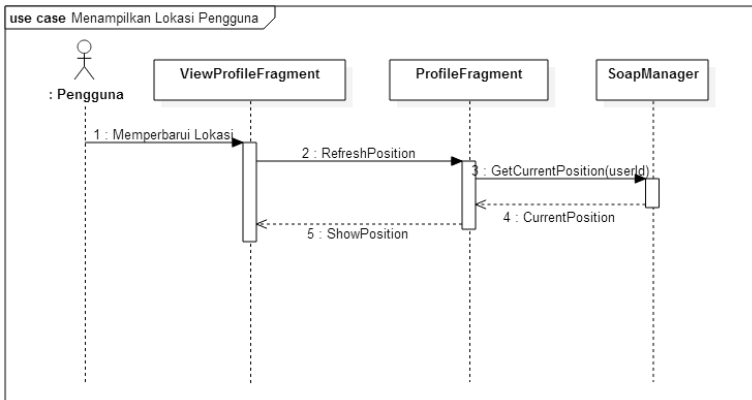 use case Menampilkan Lokasi Pengguna
: Pengguna
ViewProfileFragment
ProfileFragment
SoapManager
1 : Memperbarui Lokasi
2 : RefreshPosition
3 : GetCurrentPosition(userId)
4 : CurrentPosition
5 : ShowPosition